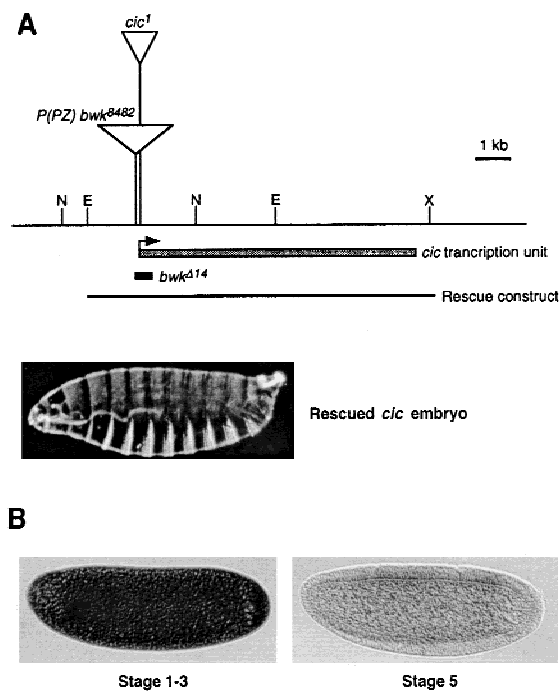 A
cic1
P(PZ) bwk8482
1 kb
N E N E X
cic trancription unit
bwkΔ14
Rescue construct
Rescued cic embryo
B
Stage 1-3
Stage 5